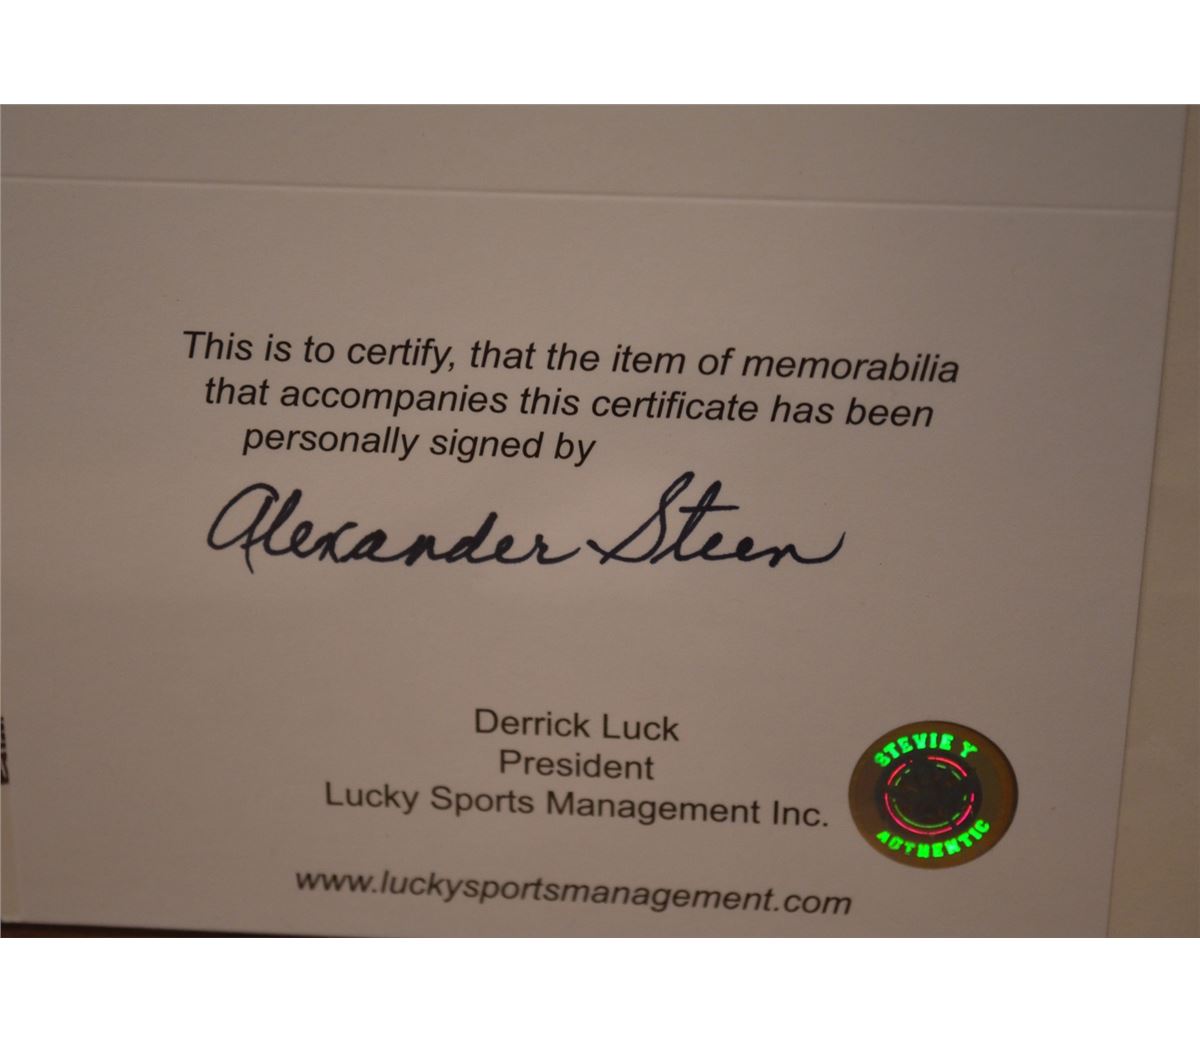 This is to certify, that the item of memorabilia
that accompanies this certificate has been
personally signed by
Alexander Steen
Derrick Luck
President
Lucky Sports Management Inc.
www.luckysportsmanagement.com
STEVIE Y
AUTHENTIC